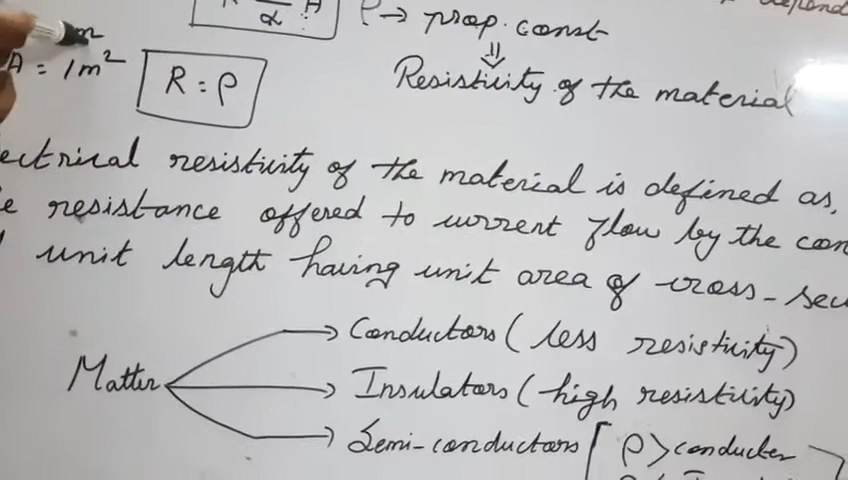 ρ → prop. const
⇓
A = 1m²
R = ρ
Resistivity of the material
ectrical resistivity of the material is defined as,
e resistance offered to current flow by the con
unit length having unit area of cross-sec
Matter
→ Conductors ( less resistivity)
→ Insulators ( high resistivity)
→ Semi-conductors [ ρ > conducter